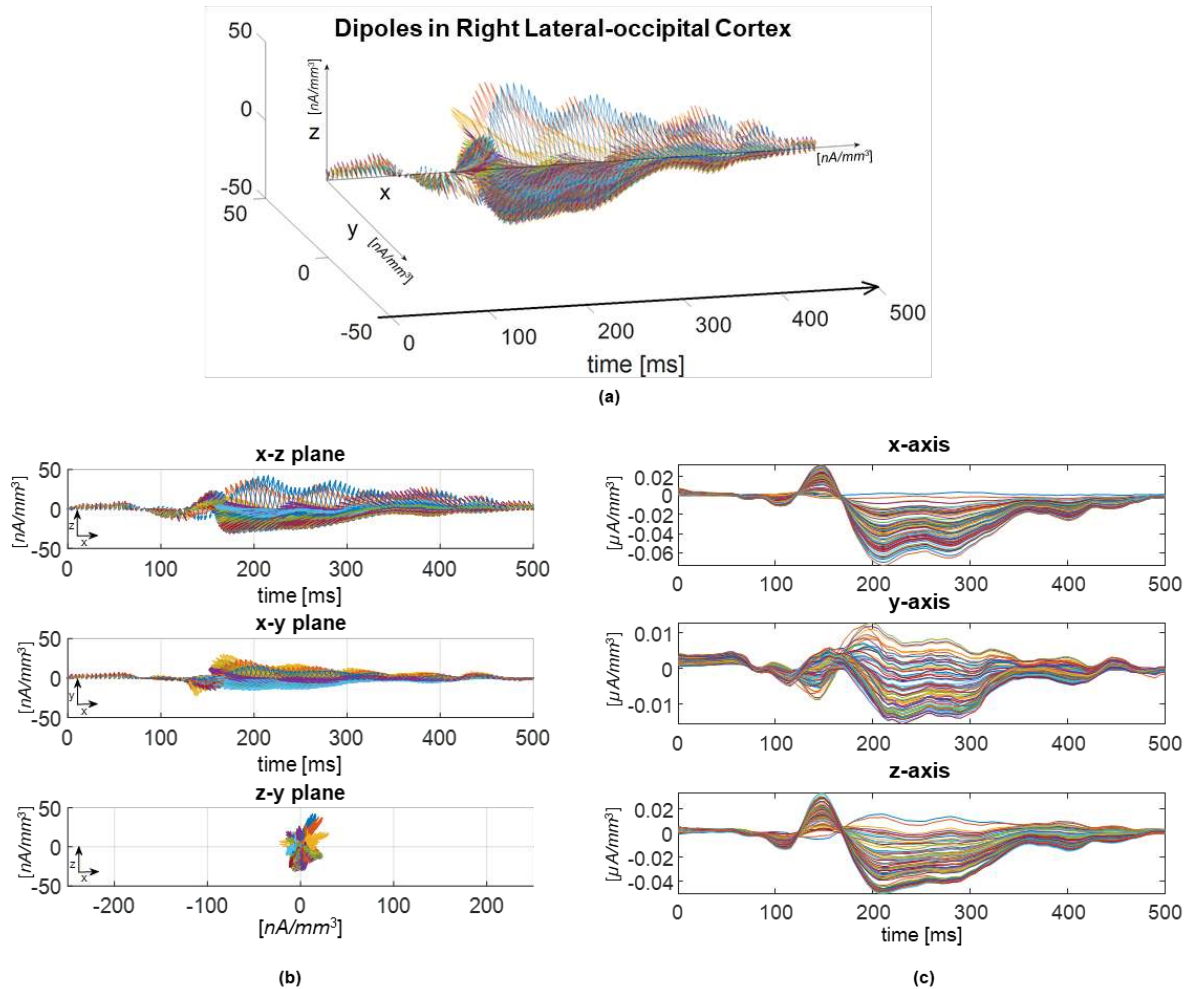 Dipoles in Right Lateral-occipital Cortex
50
0
-50
z
[nA/mm³]
x
y
[nA/mm³]
[nA/mm³]
50
0
-50
0
100
200
300
400
500
time [ms]
(a)
x-z plane
[nA/mm³]
50
0
-50
z
x
0 100 200 300 400 500
time [ms]
x-y plane
[nA/mm³]
50
0
-50
y
x
0 100 200 300 400 500
time [ms]
z-y plane
[nA/mm³]
50
0
-50
z
x
-200 -100 0 100 200
[nA/mm³]
(b)
x-axis
[µA/mm³]
0.02
0
-0.02
-0.04
-0.06
0 100 200 300 400 500
y-axis
[µA/mm³]
0.01
0
-0.01
0 100 200 300 400 500
z-axis
[µA/mm³]
0.02
0
-0.02
-0.04
0 100 200 300 400 500
time [ms]
(c)